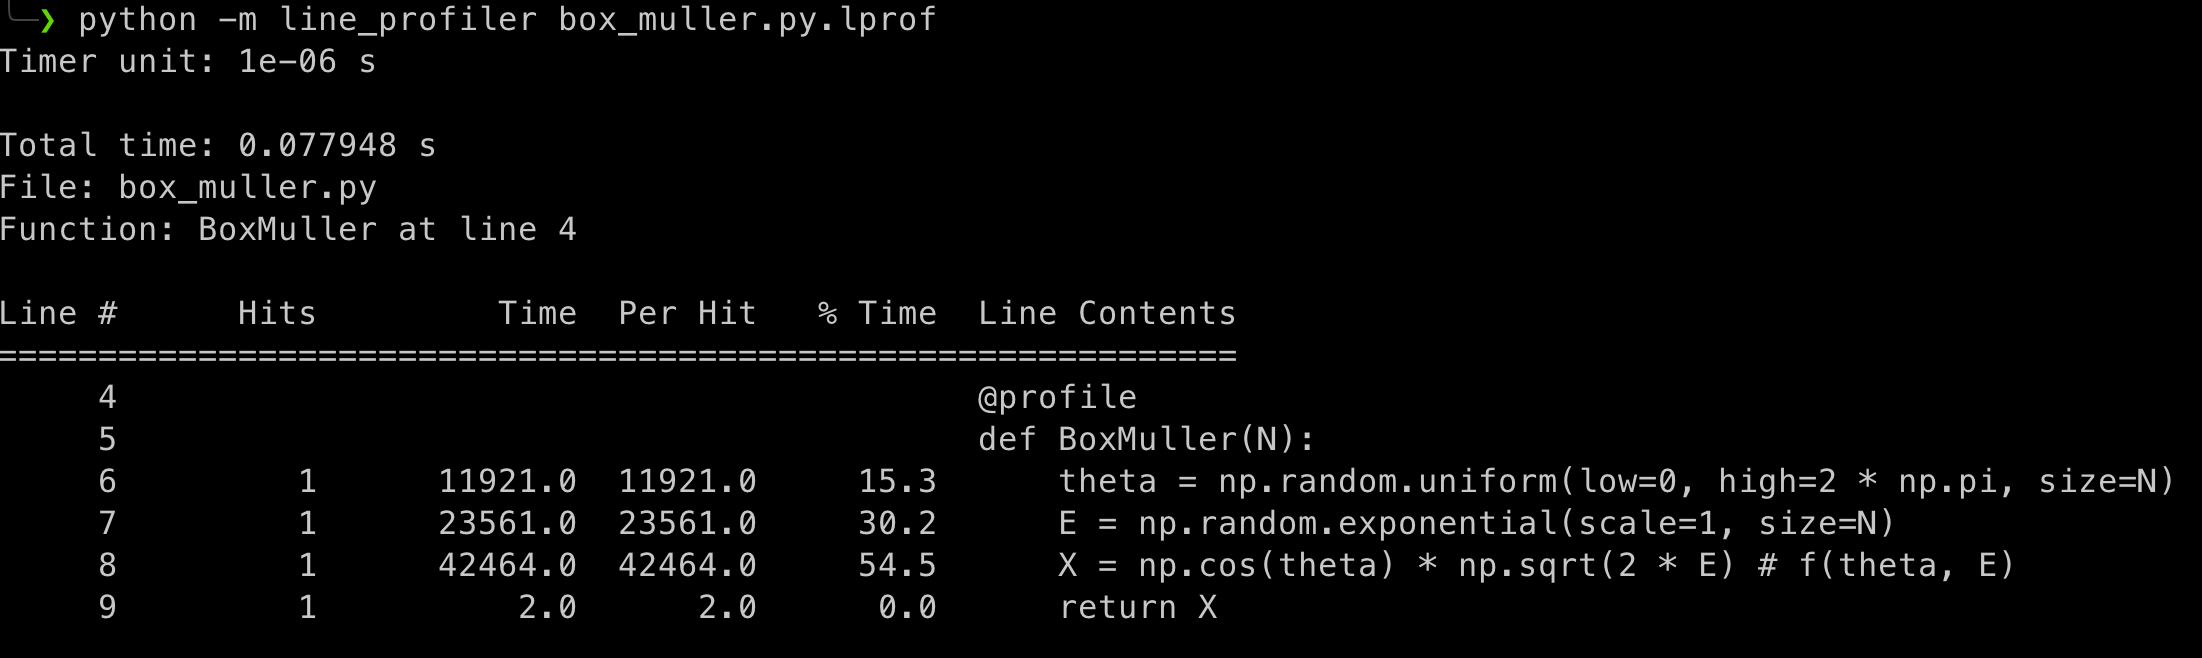 ❯ python -m line_profiler box_muller.py.lprof
Timer unit: 1e-06 s
Total time: 0.077948 s
File: box_muller.py
Function: BoxMuller at line 4
Line #      Hits         Time  Per Hit   % Time  Line Contents
==============================================================
     4                                           @profile
     5                                           def BoxMuller(N):
     6         1      11921.0  11921.0     15.3      theta = np.random.uniform(low=0, high=2 * np.pi, size=N)
     7         1      23561.0  23561.0     30.2      E = np.random.exponential(scale=1, size=N)
     8         1      42464.0  42464.0     54.5      X = np.cos(theta) * np.sqrt(2 * E) # f(theta, E)
     9         1          2.0      2.0      0.0      return X